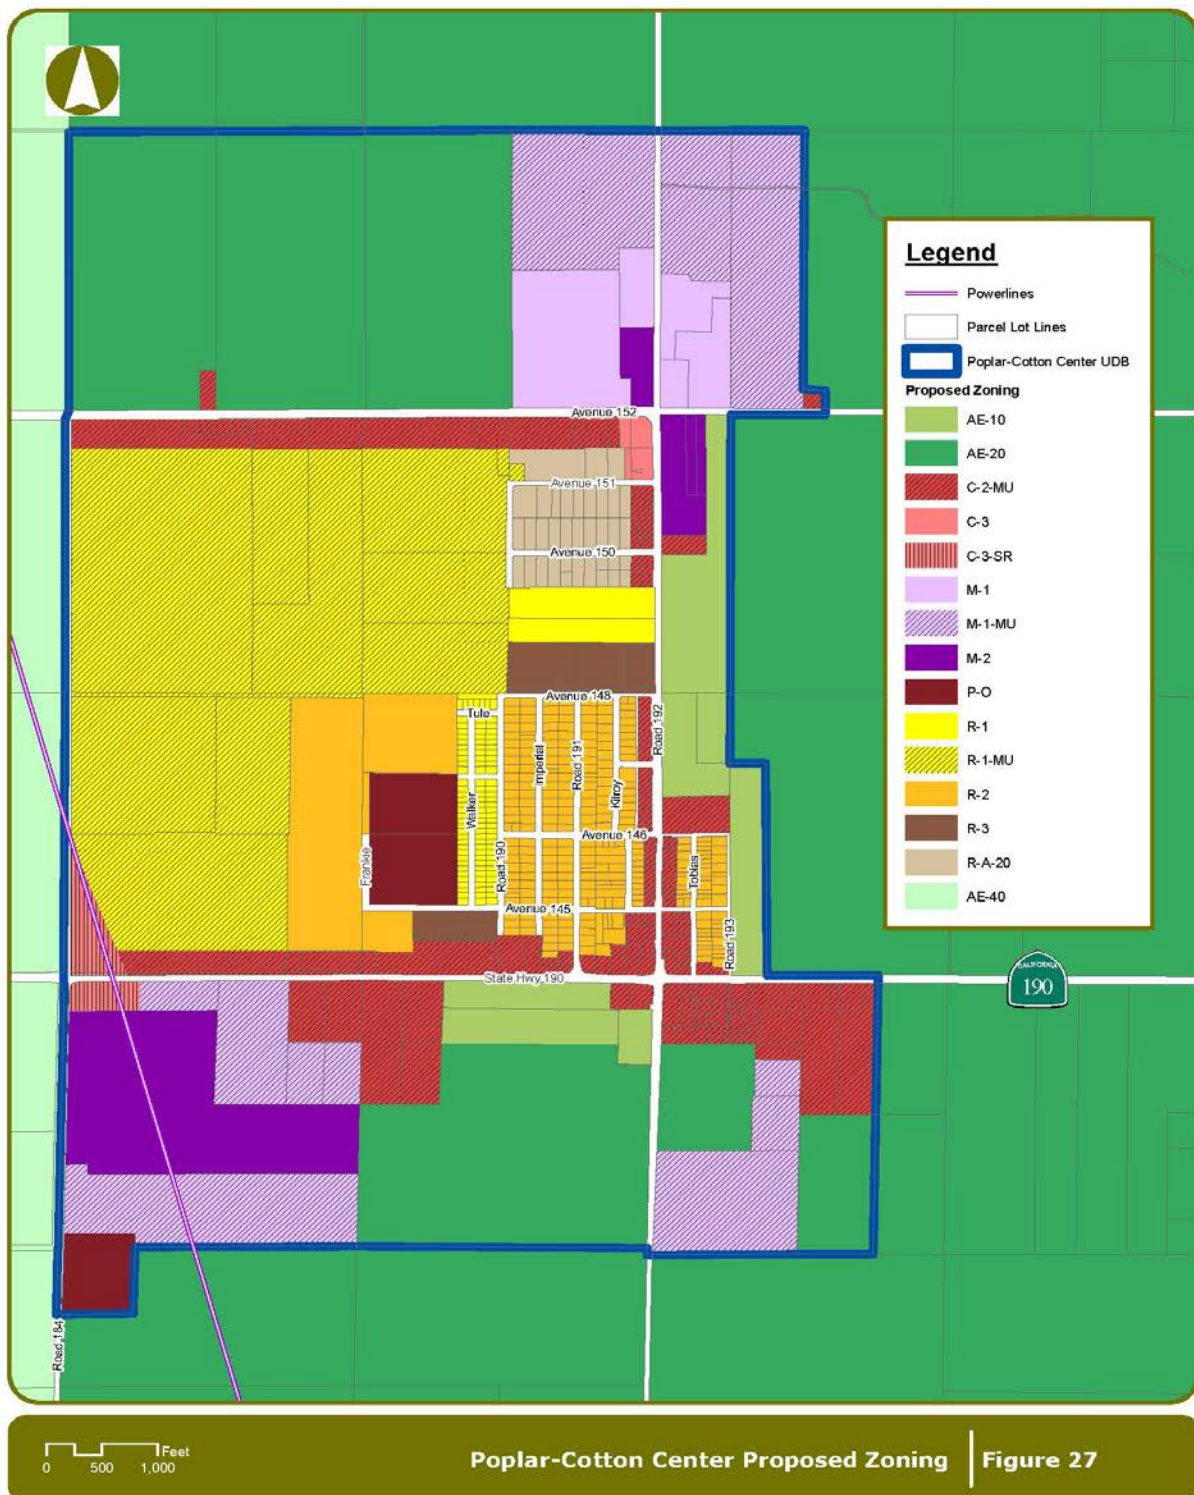 Legend
Powerlines
Parcel Lot Lines
Poplar-Cotton Center UDB
Proposed Zoning
AE-10
AE-20
C-2-MU
C-3
C-3-SR
M-1
M-1-MU
M-2
P-O
R-1
R-1-MU
R-2
R-3
R-A-20
AE-40
Avenue 152
Avenue 151
Avenue 150
Avenue 148
Tule
Road 192
Imperial
Road 191
Kilroy
Walker
Avenue 146
Frankie
Road 190
Tobias
Avenue 145
Road 193
State Hwy 190
CALIFORNIA
190
Road 184
Feet
0 500 1,000
Poplar-Cotton Center Proposed Zoning
Figure 27